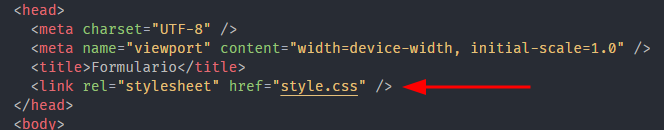 <head>
<meta charset="UTF-8" />
<meta name="viewport" content="width=device-width, initial-scale=1.0" />
<title>Formulario</title>
<link rel="stylesheet" href="style.css" />
</head>
<body>